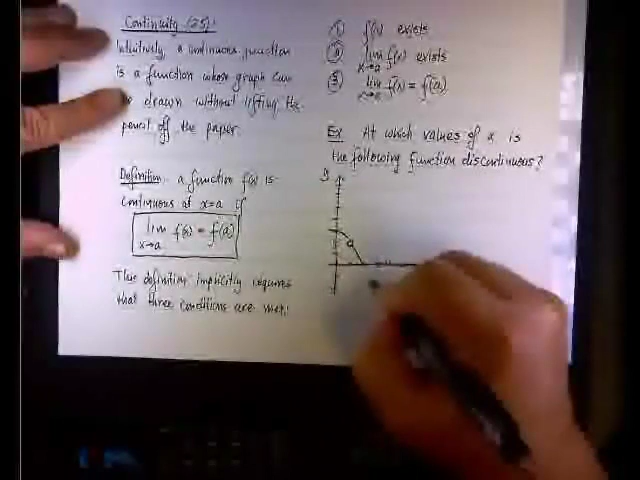 Continuity (2.5):
Intuitively, a continuous function
is a function whose graph can
drawn without lifting the
pencil off the paper.
Definition: a function f(x) is
continuous at x=a if
lim f(x) = f(a)
x→a
This definition implicitly requires
that three conditions are met:
① f(a) exists
② lim f(x) exists
x→a
③ lim f(x) = f(a)
x→a
Ex At which values of x is
the following function discontinuous?